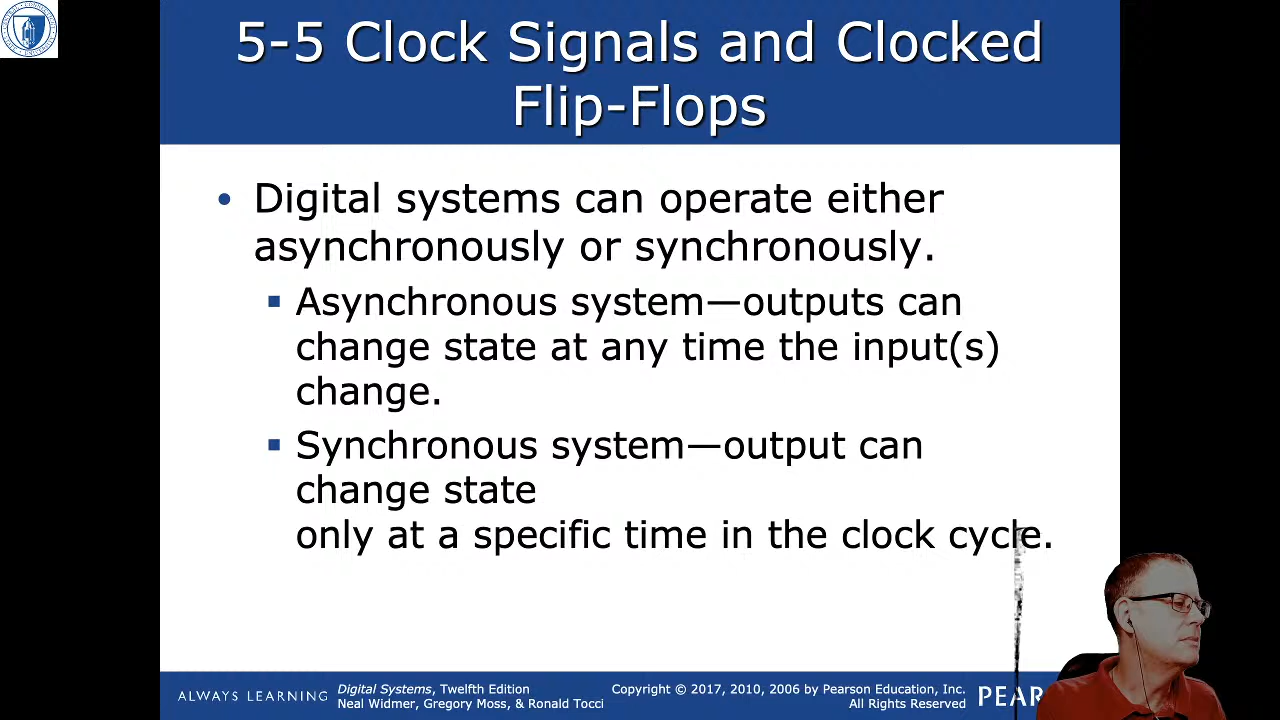 5-5 Clock Signals and Clocked
Flip-Flops
• Digital systems can operate either
asynchronously or synchronously.
▪ Asynchronous system—outputs can
change state at any time the input(s)
change.
▪ Synchronous system—output can
change state
only at a specific time in the clock cycle.
ALWAYS LEARNING
Digital Systems, Twelfth Edition
Neal Widmer, Gregory Moss, & Ronald Tocci
Copyright © 2017, 2010, 2006 by Pearson Education, Inc.
All Rights Reserved
PEAR